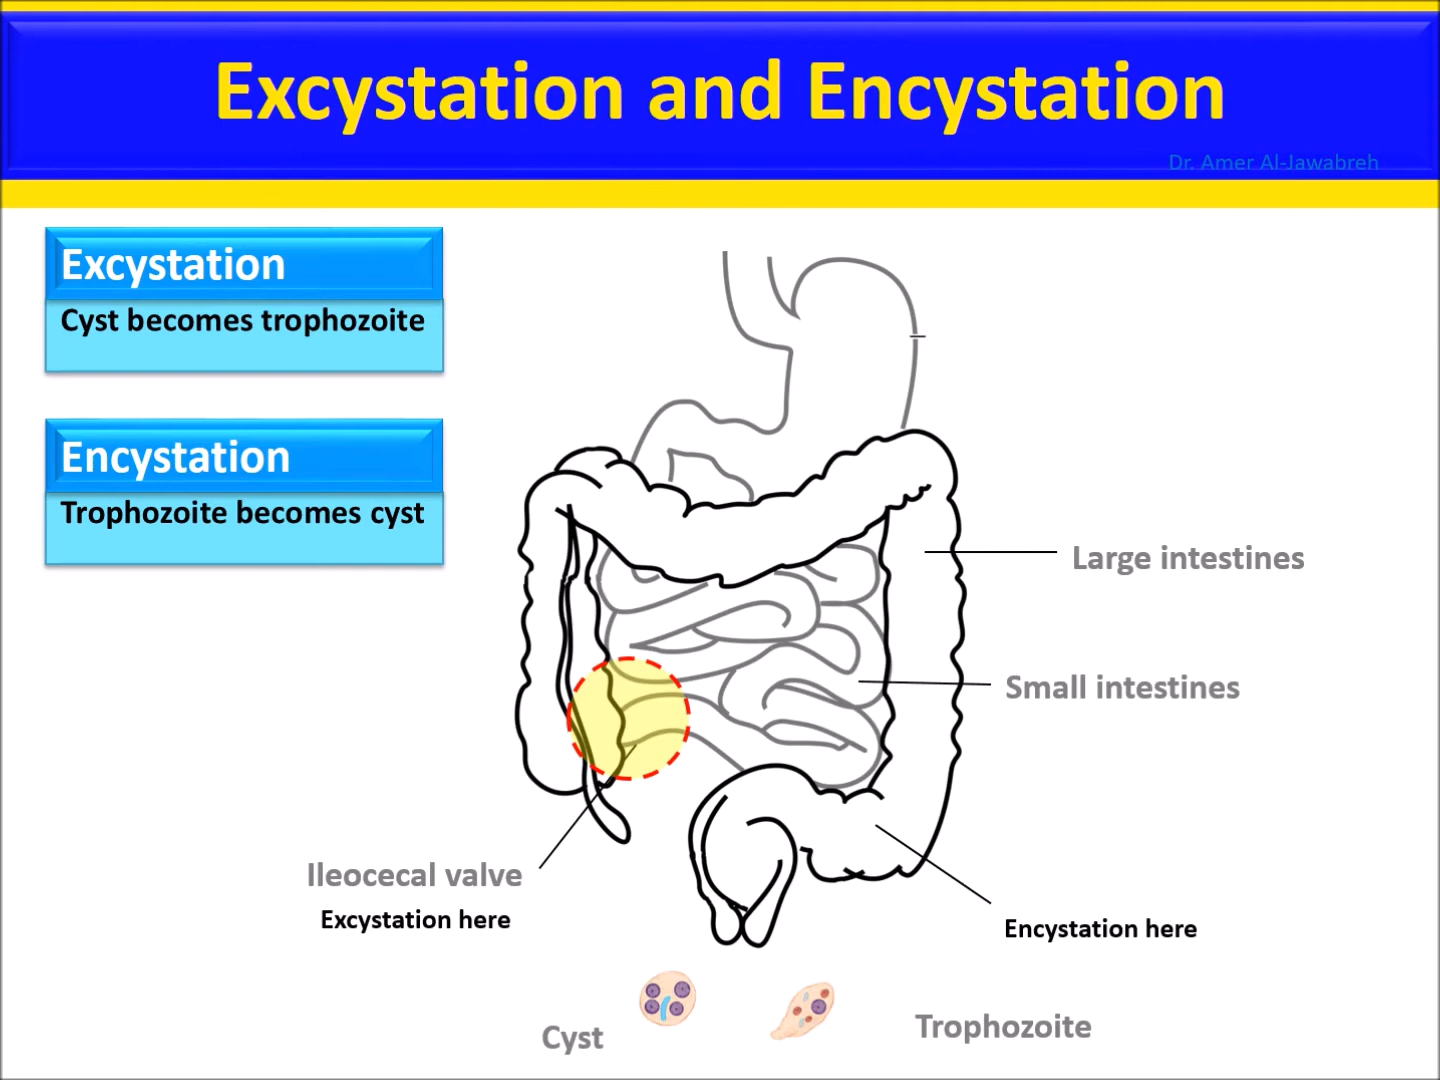 Excystation and Encystation
Dr. Amer Al-Jawabreh
Excystation
Cyst becomes trophozoite
Encystation
Trophozoite becomes cyst
Large intestines
Small intestines
Ileocecal valve
Excystation here
Encystation here
Cyst
Trophozoite